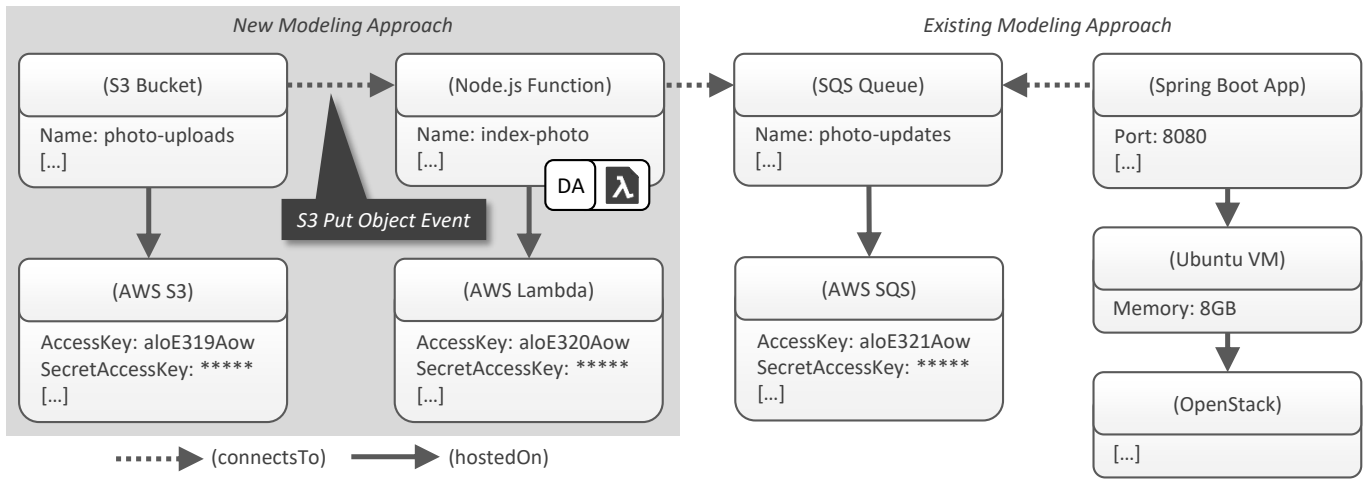 New Modeling Approach
Existing Modeling Approach
(S3 Bucket)
Name: photo-uploads
[...]
(Node.js Function)
Name: index-photo
[...]
DA
λ
S3 Put Object Event
(SQS Queue)
Name: photo-updates
[...]
(Spring Boot App)
Port: 8080
[...]
(AWS S3)
AccessKey: aloE319Aow
SecretAccessKey: *****
[...]
(AWS Lambda)
AccessKey: aloE320Aow
SecretAccessKey: *****
[...]
(AWS SQS)
AccessKey: aloE321Aow
SecretAccessKey: *****
[...]
(Ubuntu VM)
Memory: 8GB
(OpenStack)
[...]
(connectsTo)
(hostedOn)